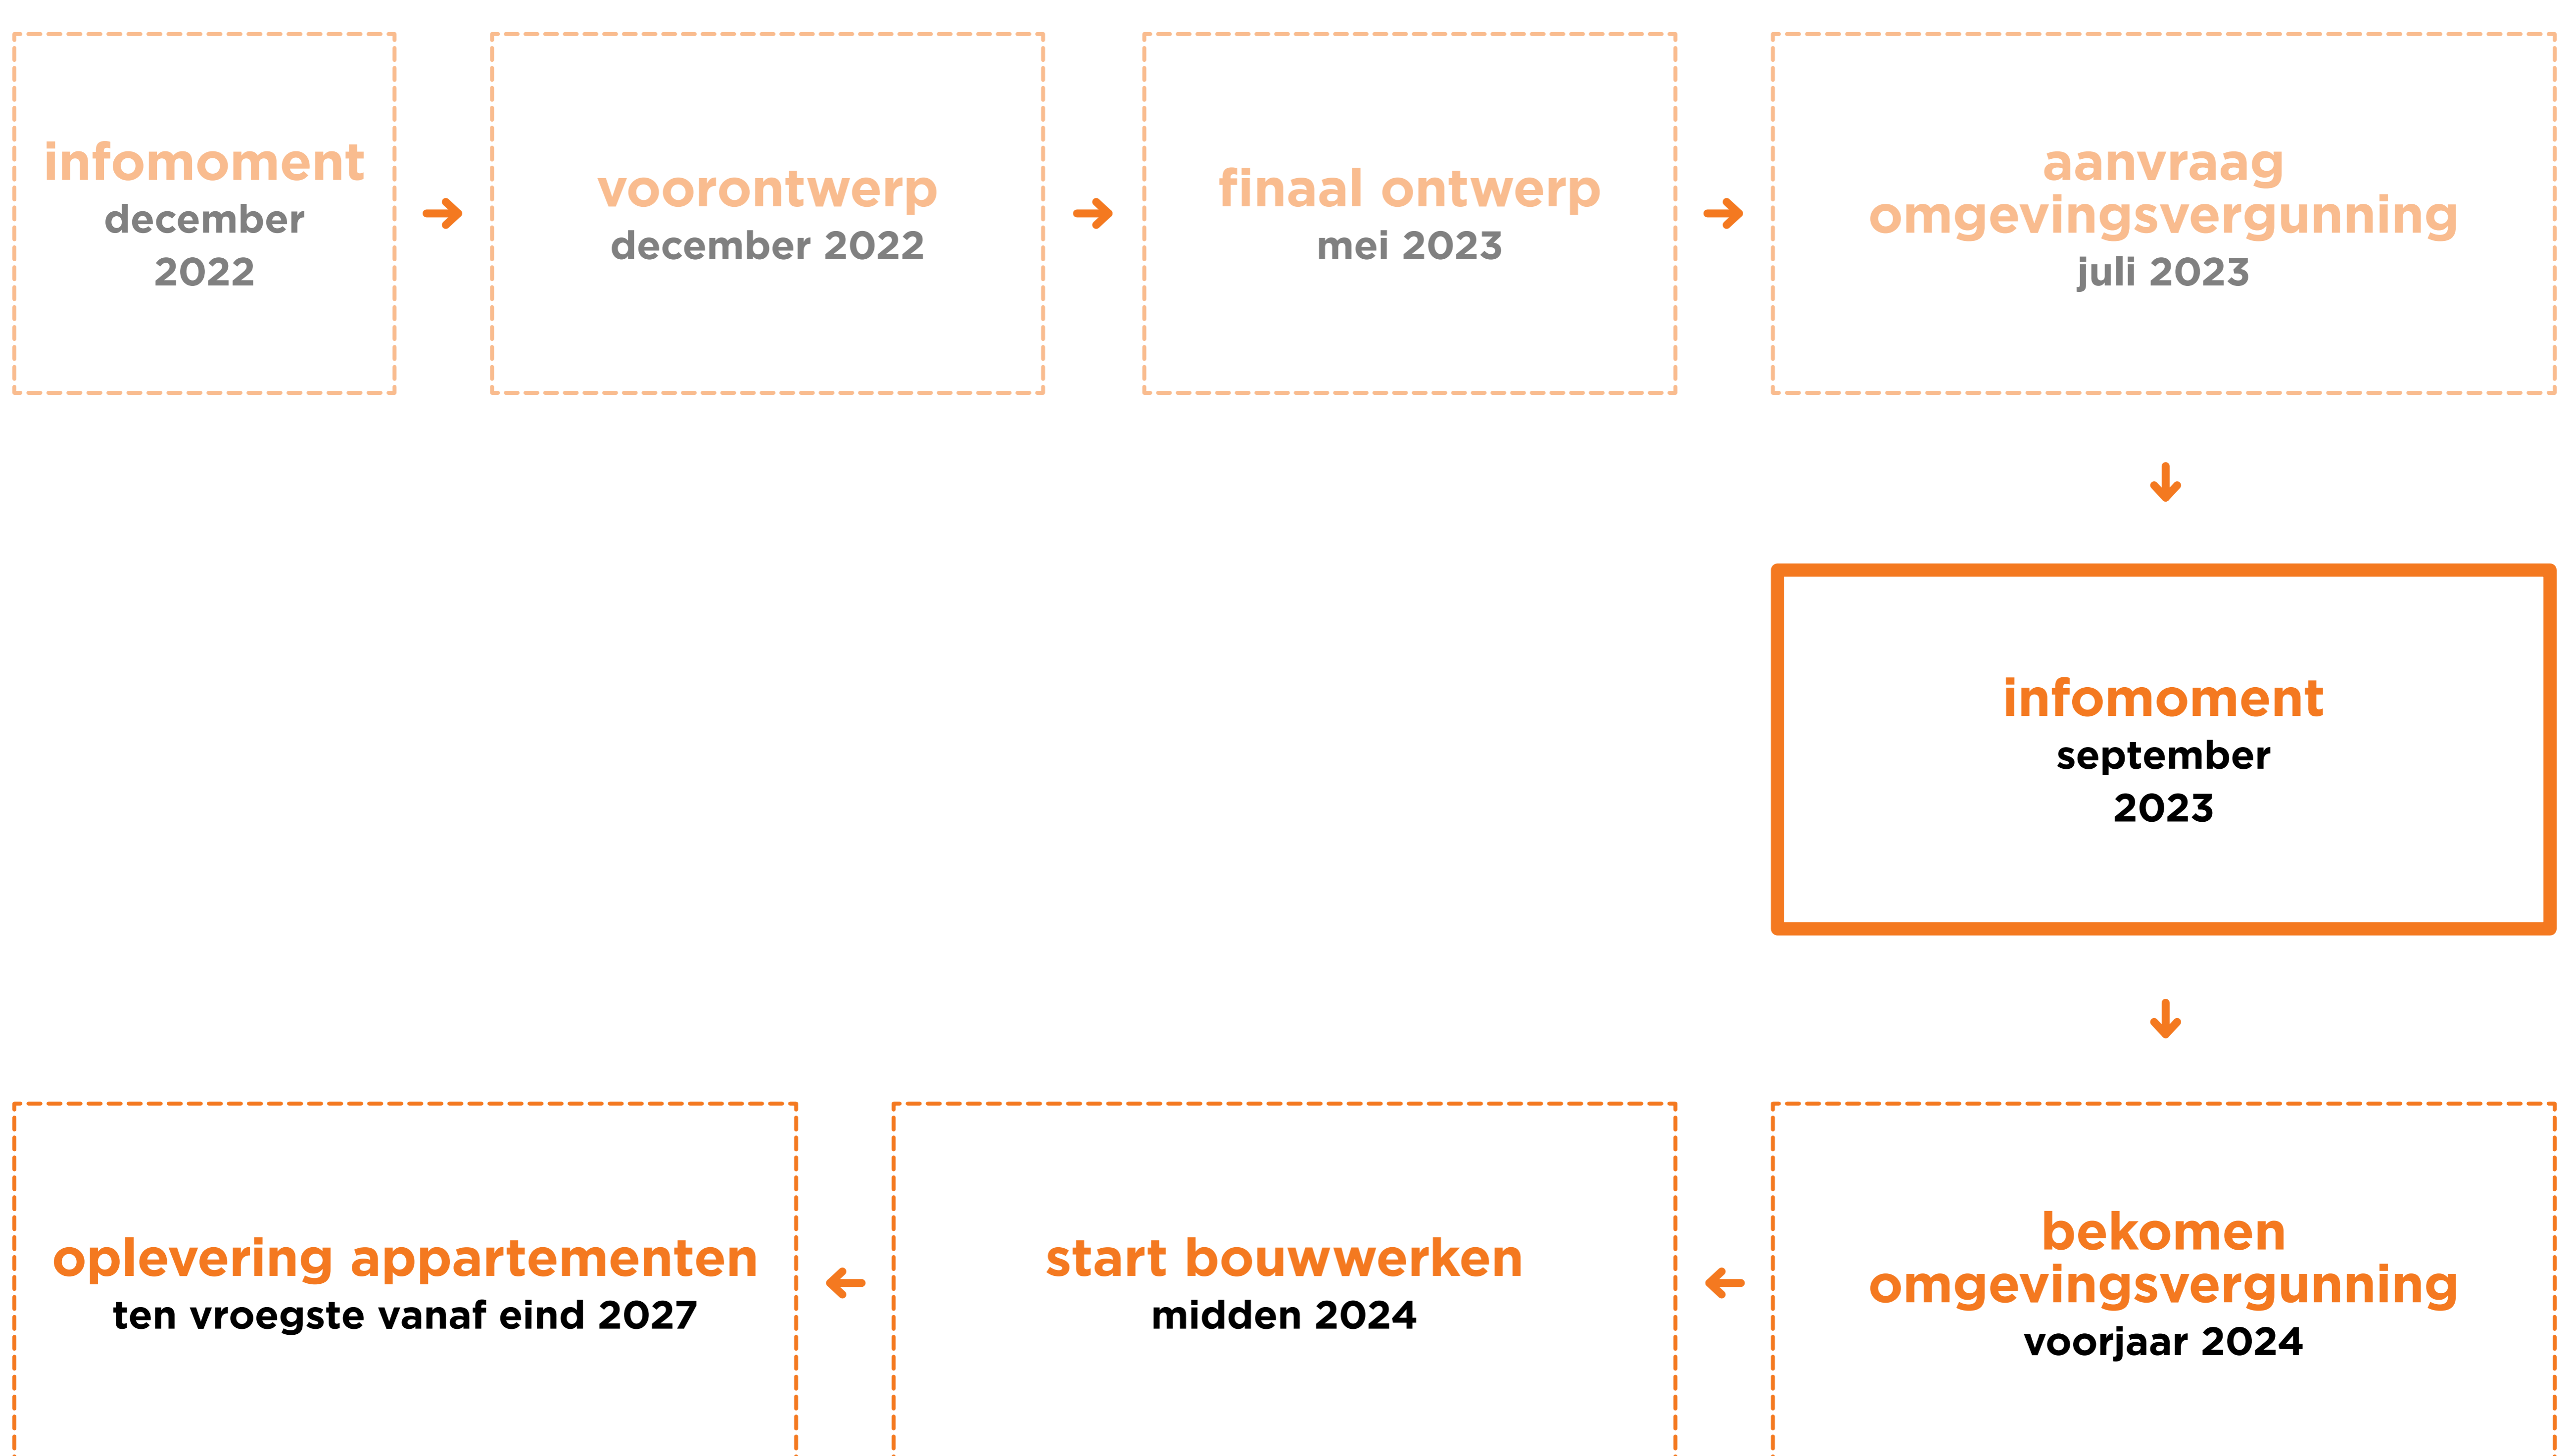 infomoment
december
2022
voorontwerp
december 2022
finaal ontwerp
mei 2023
aanvraag
omgevingsvergunning
juli 2023
infomoment
september
2023
bekomen
omgevingsvergunning
voorjaar 2024
start bouwwerken
midden 2024
oplevering appartementen
ten vroegste vanaf eind 2027